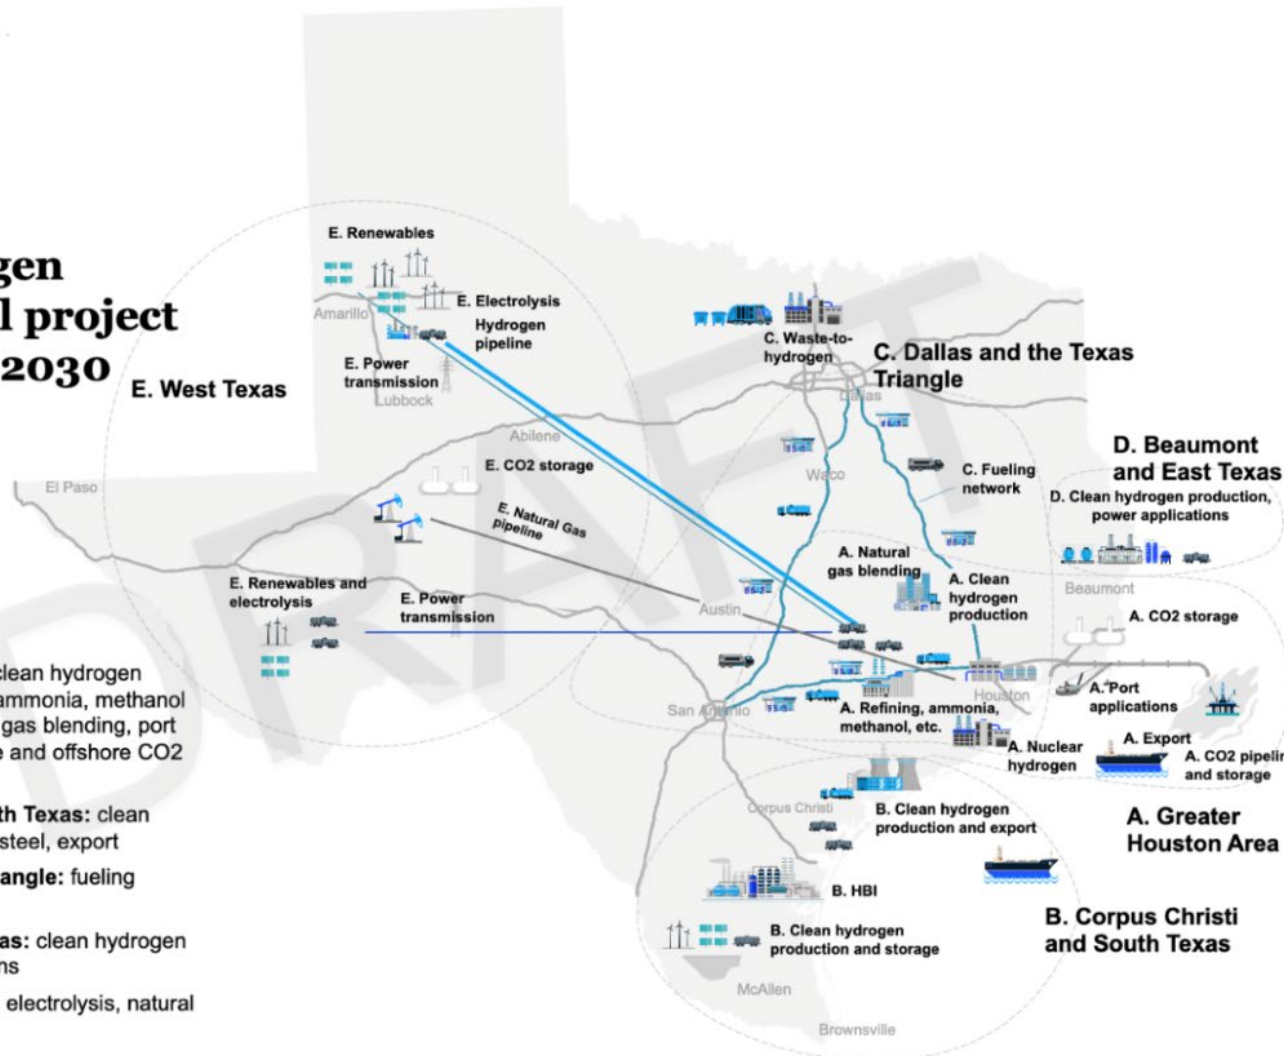 gen
l project
2030
E. West Texas
E. Renewables
Amarillo
E. Electrolysis
Hydrogen
pipeline
E. Power
transmission
Lubbock
Abilene
E. CO2 storage
El Paso
E. Natural Gas
pipeline
E. Renewables and
electrolysis
E. Power
transmission
C. Waste-to-
hydrogen
C. Dallas and the Texas
Triangle
Dallas
Waco
C. Fueling
network
D. Beaumont
and East Texas
D. Clean hydrogen production,
power applications
Beaumont
A. Natural
gas blending
A. Clean
hydrogen
production
Austin
A. CO2 storage
Houston
A. Port
applications
San Antonio
A. Refining, ammonia,
methanol, etc.
A. Nuclear
hydrogen
A. Export
A. CO2 pipelin
and storage
A. Greater
Houston Area
Corpus Christi
B. Clean hydrogen
production and export
B. HBI
B. Corpus Christi
and South Texas
B. Clean hydrogen
production and storage
McAllen
Brownsville
clean hydrogen
ammonia, methanol
gas blending, port
e and offshore CO2
th Texas: clean
steel, export
angle: fueling
as: clean hydrogen
ns
electrolysis, natural
DRAFT